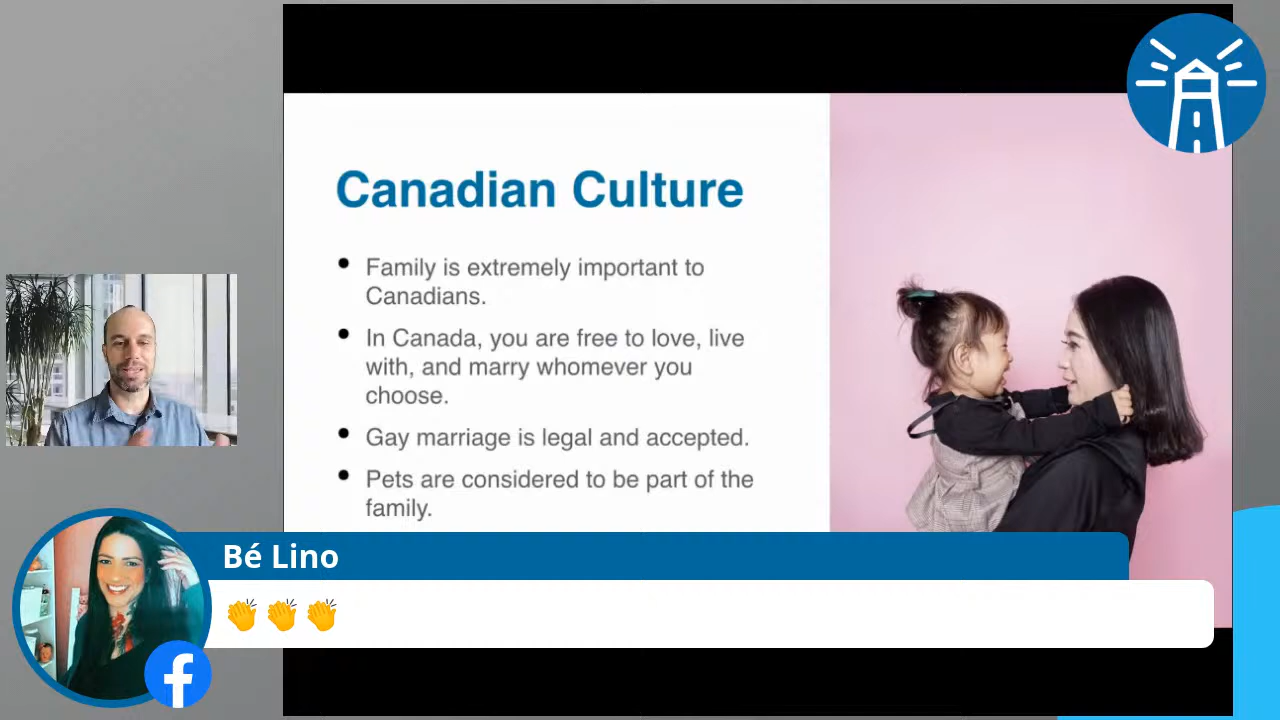 Canadian Culture
• Family is extremely important to
Canadians.
• In Canada, you are free to love, live
with, and marry whomever you
choose.
• Gay marriage is legal and accepted.
• Pets are considered to be part of the
family.
Bé Lino
👏 👏 👏